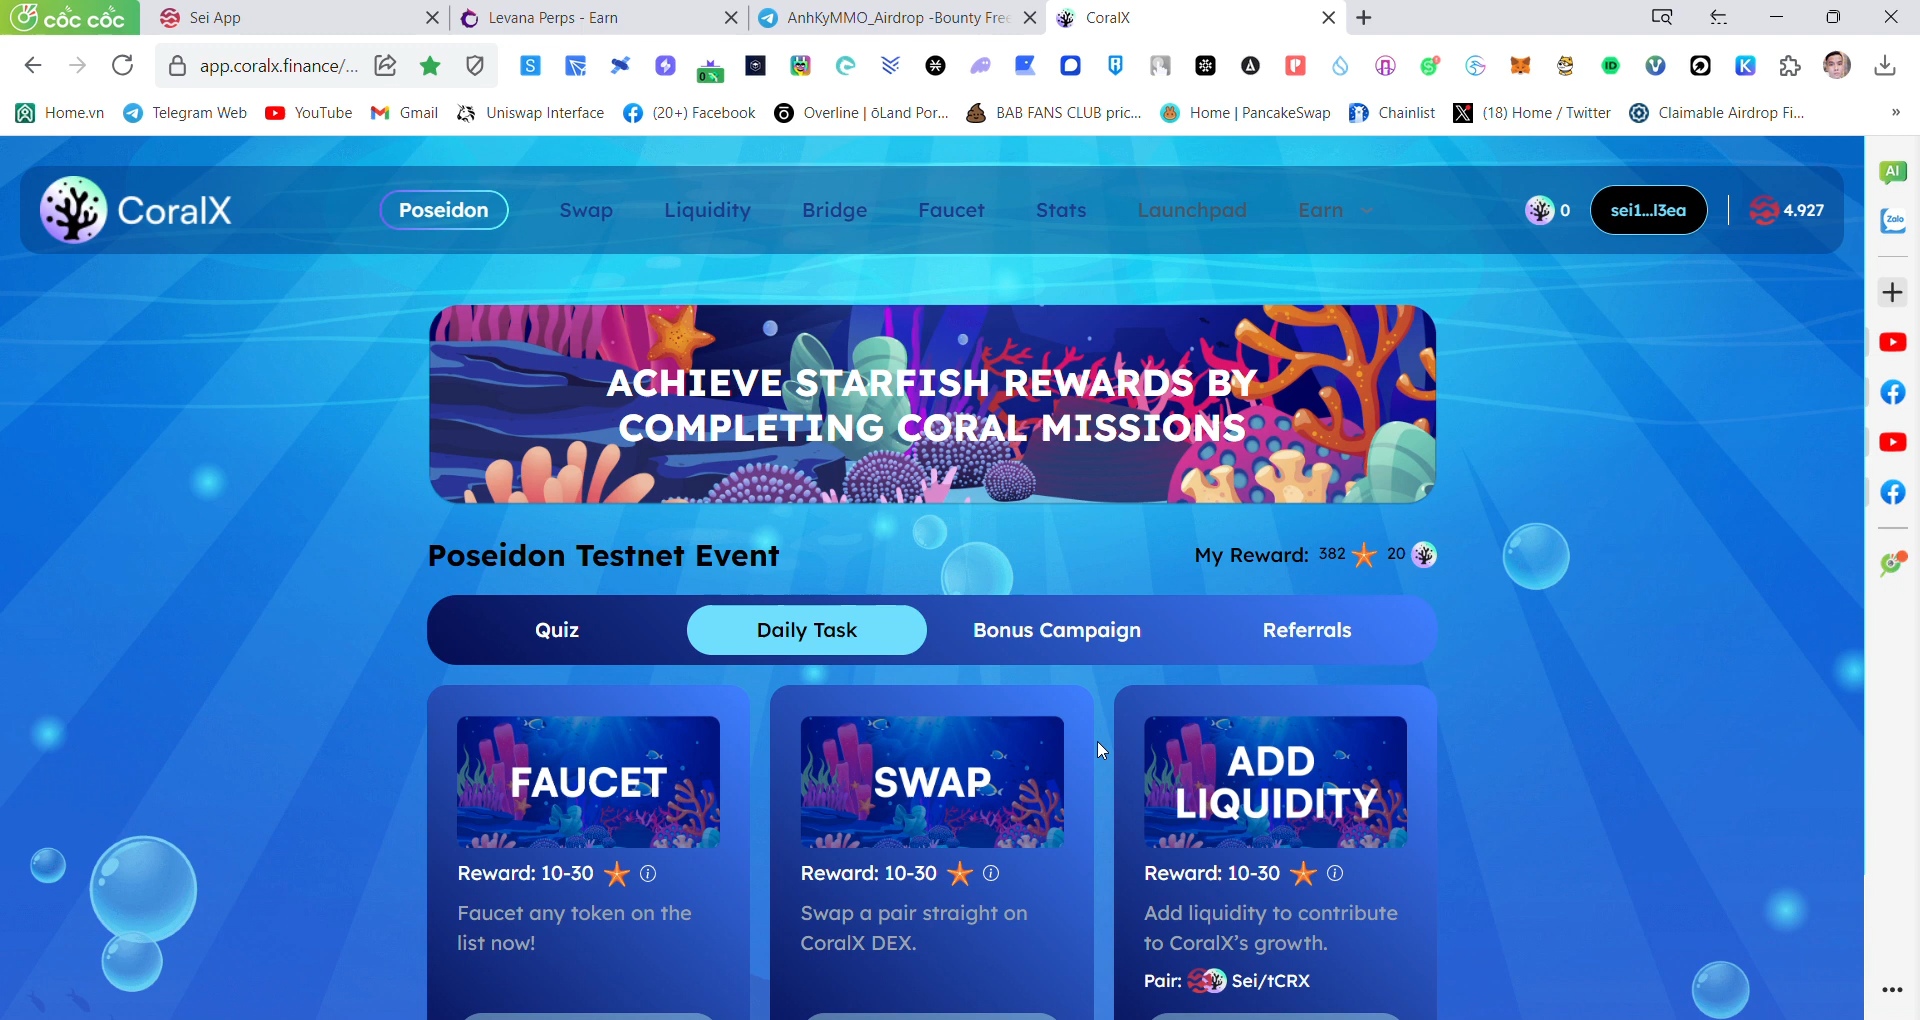 cốc cốc
Sei App
Levana Perps - Earn
AnhKyMMO_Airdrop -Bounty Free
CoralX
app.coralx.finance/...
Home.vn
Telegram Web
YouTube
Gmail
Uniswap Interface
(20+) Facebook
Overline | ōLand Por...
BAB FANS CLUB pric...
Home | PancakeSwap
Chainlist
(18) Home / Twitter
Claimable Airdrop Fi...
»
AI
CoralX
Poseidon
Swap
Liquidity
Bridge
Faucet
Stats
Launchpad
Earn
0
sei1...l3ea
4.927
Zalo
ACHIEVE STARFISH REWARDS BY
COMPLETING CORAL MISSIONS
Poseidon Testnet Event
My Reward: 382 20
Quiz
Daily Task
Bonus Campaign
Referrals
FAUCET
Reward: 10-30
Faucet any token on the
list now!
SWAP
Reward: 10-30
Swap a pair straight on
CoralX DEX.
ADD
LIQUIDITY
Reward: 10-30
Add liquidity to contribute
to CoralX's growth.
Pair: Sei/tCRX